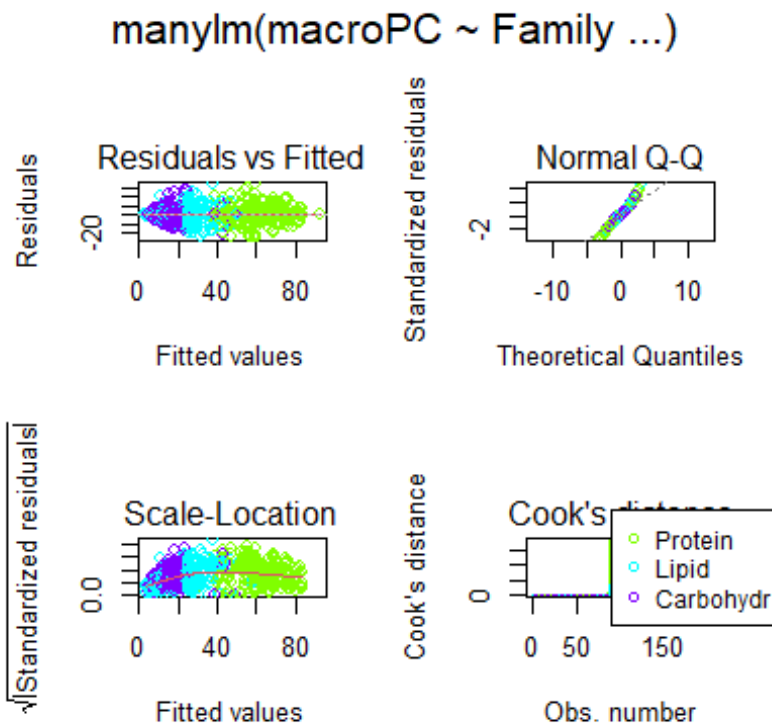 manylm(macroPC ~ Family ...)
Residuals vs Fitted
Residuals
-20
0 40 80
Fitted values
Normal Q-Q
Standardized residuals
-2
-10 0 10
Theoretical Quantiles
Scale-Location
√|Standardized residuals|
0.0
0 40 80
Fitted values
Cook's distance
Cook's distance
0
Protein
Lipid
Carbohydr
0 50 150
Obs. number